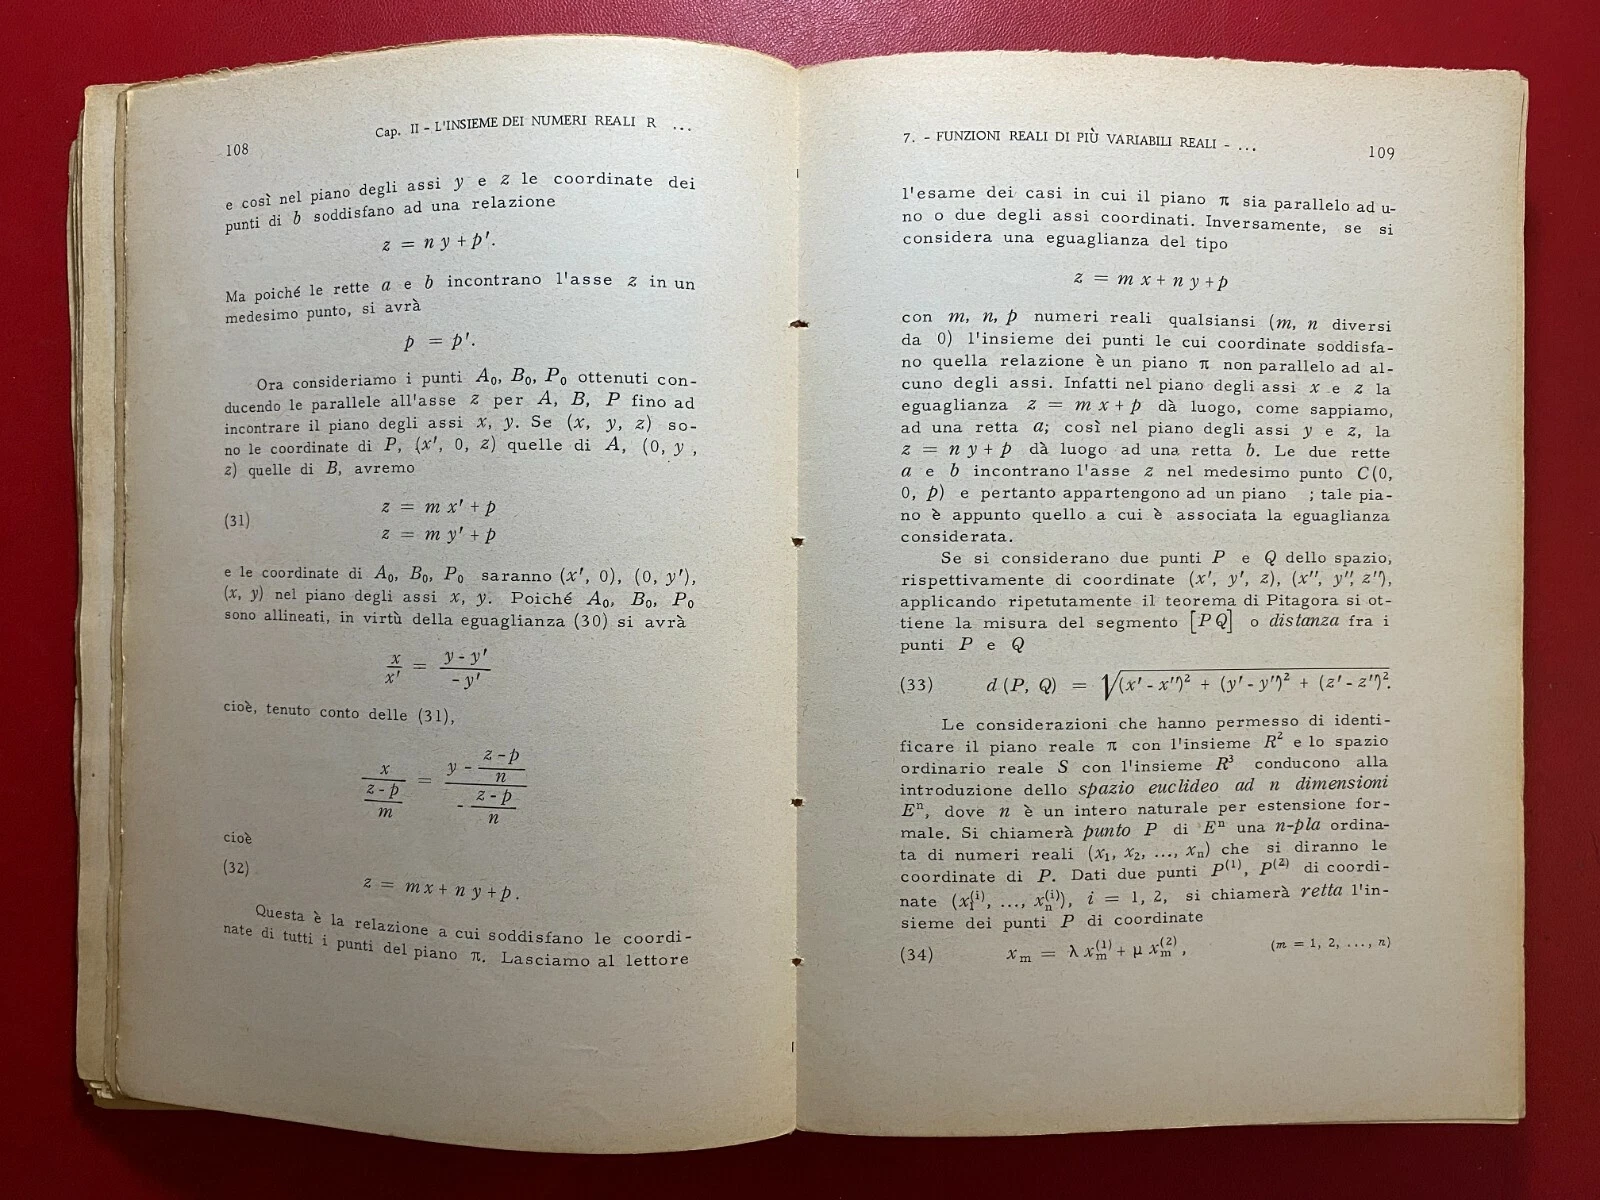 108
Cap. II - L'INSIEME DEI NUMERI REALI R ...
e così nel piano degli assi y e z le coordinate dei
punti di b soddisfano ad una relazione
z = n y + p'.
Ma poiché le rette a e b incontrano l'asse z in un
medesimo punto, si avrà
p = p'.
Ora consideriamo i punti A₀, B₀, P₀ ottenuti con-
ducendo le parallele all'asse z per A, B, P fino ad
incontrare il piano degli assi x, y. Se (x, y, z) so-
no le coordinate di P, (x', 0, z) quelle di A, (0, y ,
z) quelle di B, avremo
z = m x' + p
(31)
z = m y' + p
e le coordinate di A₀, B₀, P₀ saranno (x', 0), (0, y'),
(x, y) nel piano degli assi x, y. Poiché A₀, B₀, P₀
sono allineati, in virtù della eguaglianza (30) si avrà
x/x' = (y - y')/(- y')
cioè, tenuto conto delle (31),
x/((z - p)/m) = (y - (z - p)/n)/(- (z - p)/n)
cioè
(32) z = mx + n y + p.
Questa è la relazione a cui soddisfano le coordi-
nate di tutti i punti del piano π. Lasciamo al lettore
7. - FUNZIONI REALI DI PIÙ VARIABILI REALI - ...
109
l'esame dei casi in cui il piano π sia parallelo ad u-
no o due degli assi coordinati. Inversamente, se si
considera una eguaglianza del tipo
z = m x + n y + p
con m, n, p numeri reali qualsiansi (m, n diversi
da 0) l'insieme dei punti le cui coordinate soddisfa-
no quella relazione è un piano π non parallelo ad al-
cuno degli assi. Infatti nel piano degli assi x e z la
eguaglianza z = m x + p dà luogo, come sappiamo,
ad una retta a; così nel piano degli assi y e z, la
z = n y + p dà luogo ad una retta b. Le due rette
a e b incontrano l'asse z nel medesimo punto C(0,
0, p) e pertanto appartengono ad un piano ; tale pia-
no è appunto quello a cui è associata la eguaglianza
considerata.
Se si considerano due punti P e Q dello spazio,
rispettivamente di coordinate (x', y', z), (x'', y'', z''),
applicando ripetutamente il teorema di Pitagora si ot-
tiene la misura del segmento [P Q] o distanza fra i
punti P e Q
(33) d (P, Q) = √(x' - x'')² + (y' - y'')² + (z' - z'')².
Le considerazioni che hanno permesso di identi-
ficare il piano reale π con l'insieme R² e lo spazio
ordinario reale S con l'insieme R³ conducono alla
introduzione dello spazio euclideo ad n dimensioni
Eⁿ, dove n è un intero naturale per estensione for-
male. Si chiamerà punto P di Eⁿ una n-pla ordina-
ta di numeri reali (x₁, x₂, ..., xₙ) che si diranno le
coordinate di P. Dati due punti P⁽¹⁾, P⁽²⁾ di coordi-
nate (x₁⁽ⁱ⁾, ..., xₙ⁽ⁱ⁾), i = 1, 2, si chiamerà retta l'in-
sieme dei punti P di coordinate
(34) xₘ = λ xₘ⁽¹⁾ + μ xₘ⁽²⁾, (m = 1, 2, ..., n)